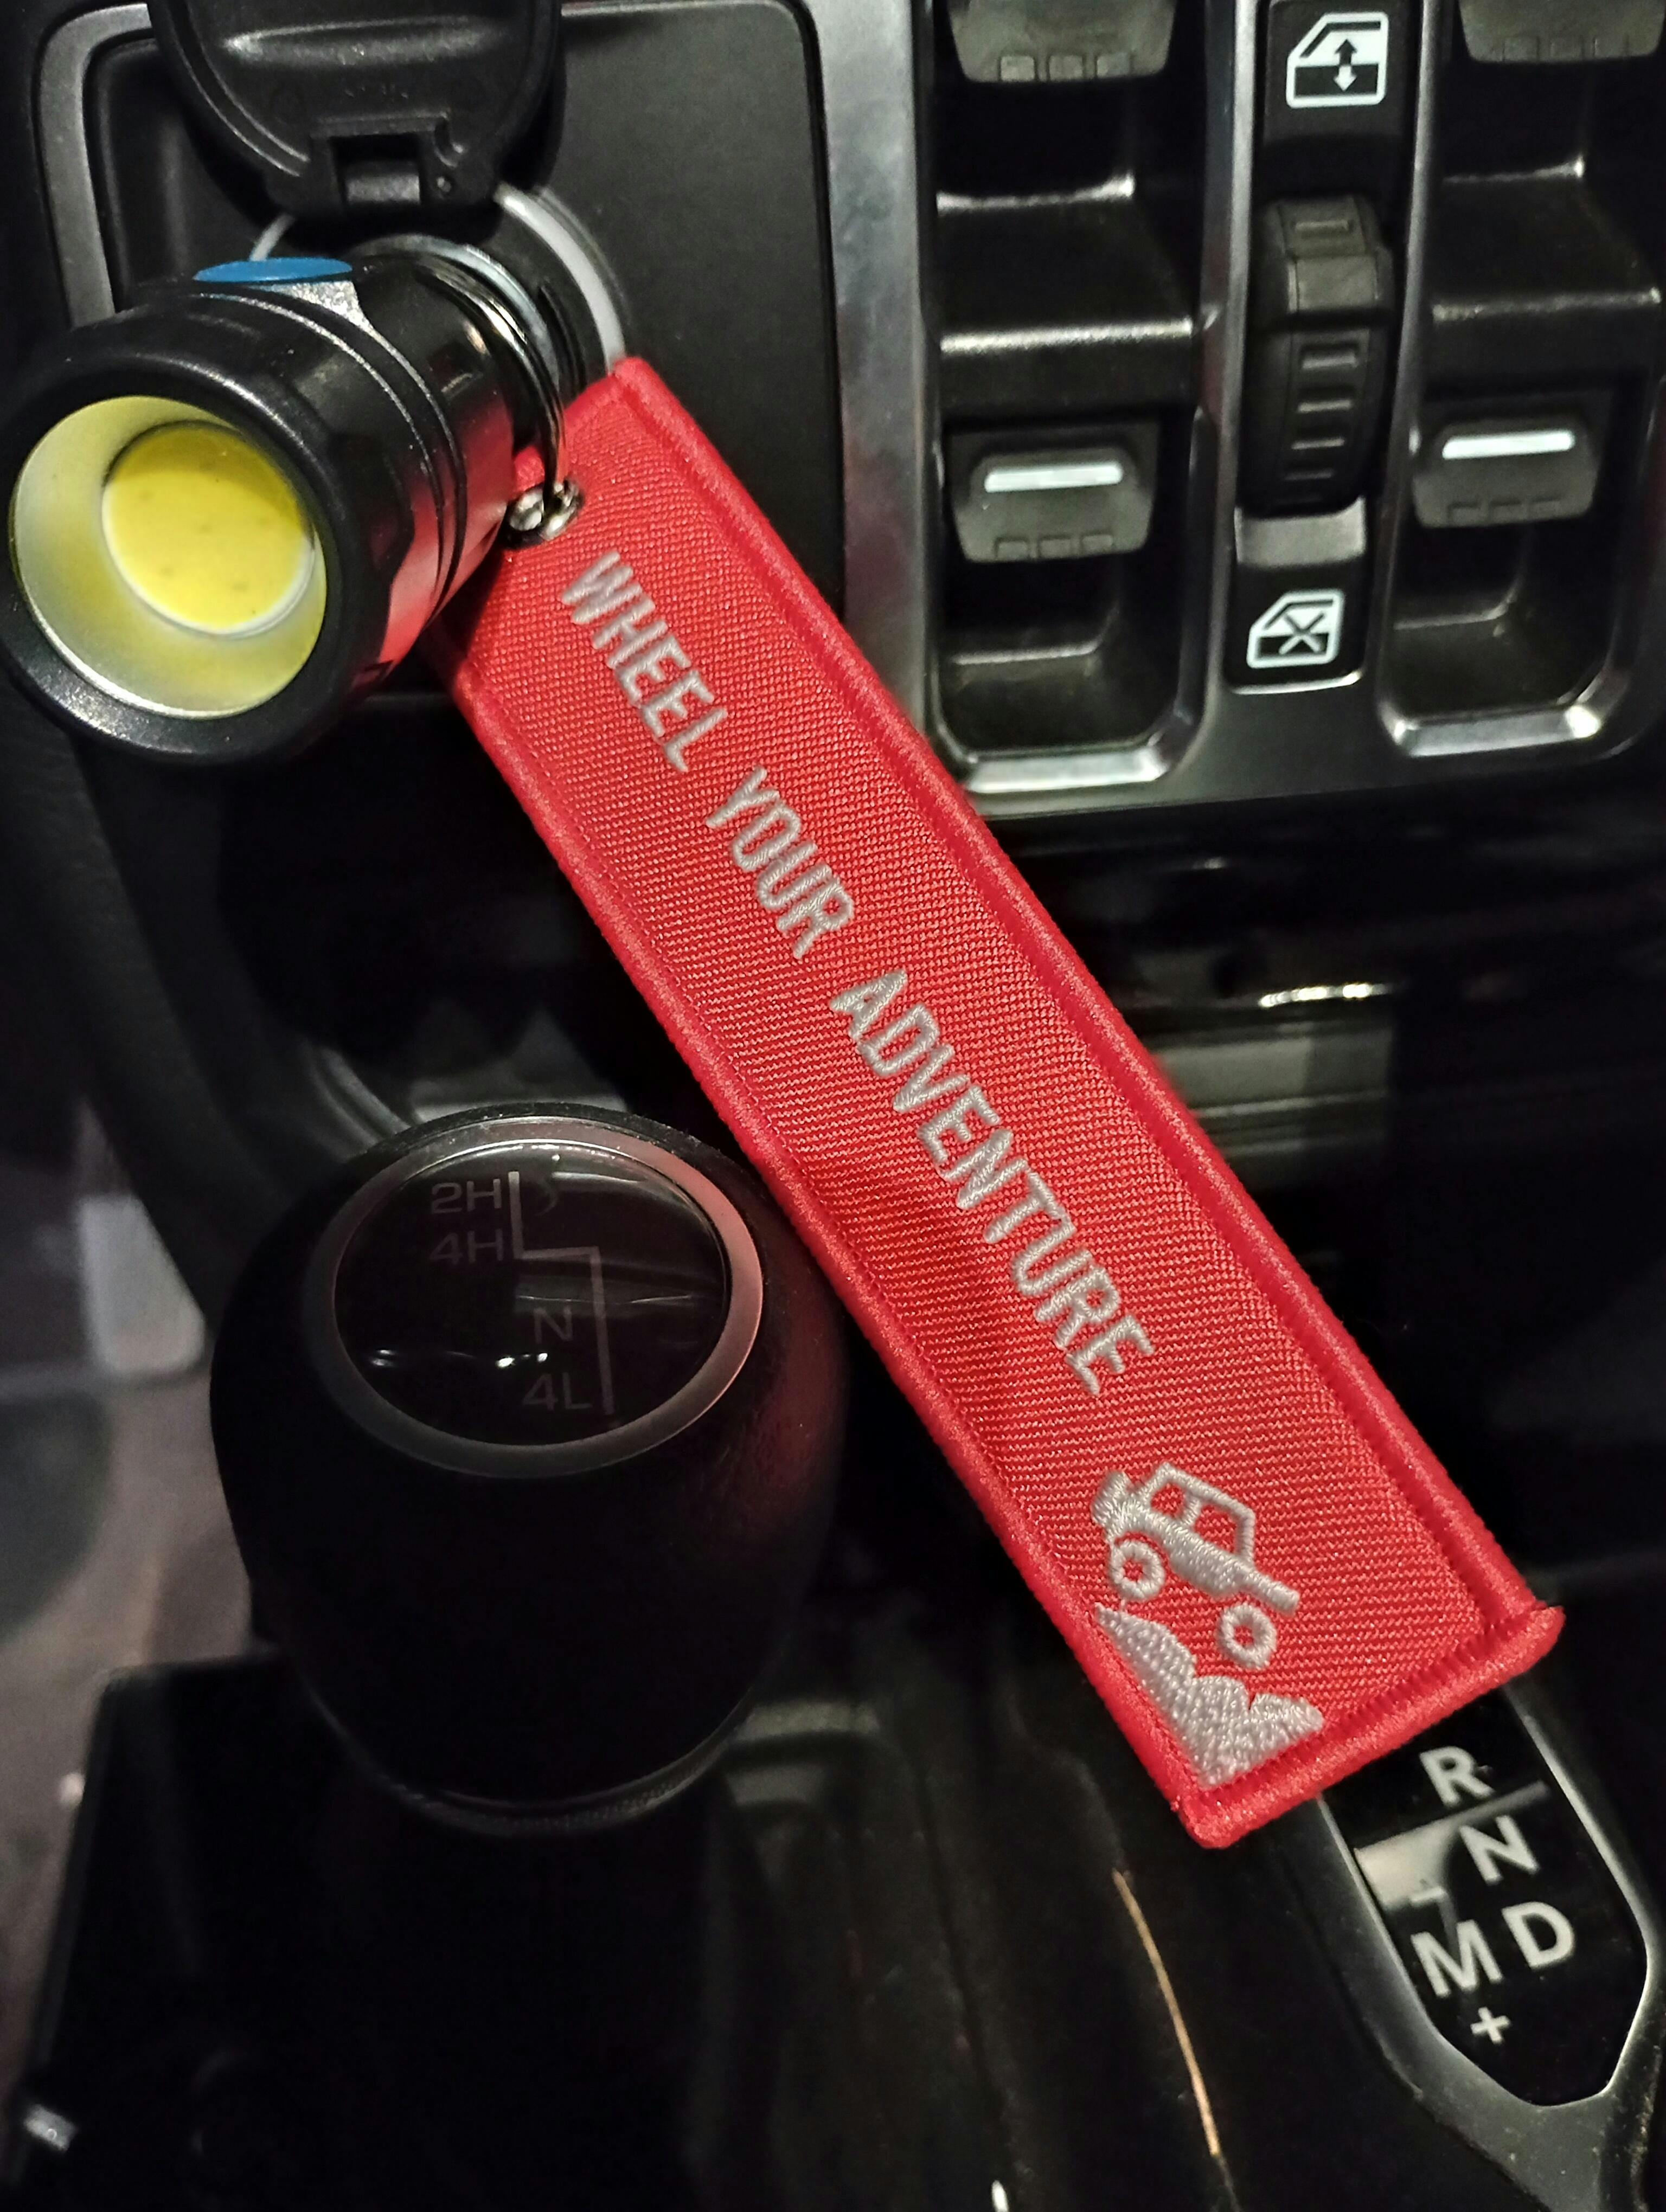 WHEEL YOUR ADVENTURE
2H
4H
N
4L
R
N
-
M D
+